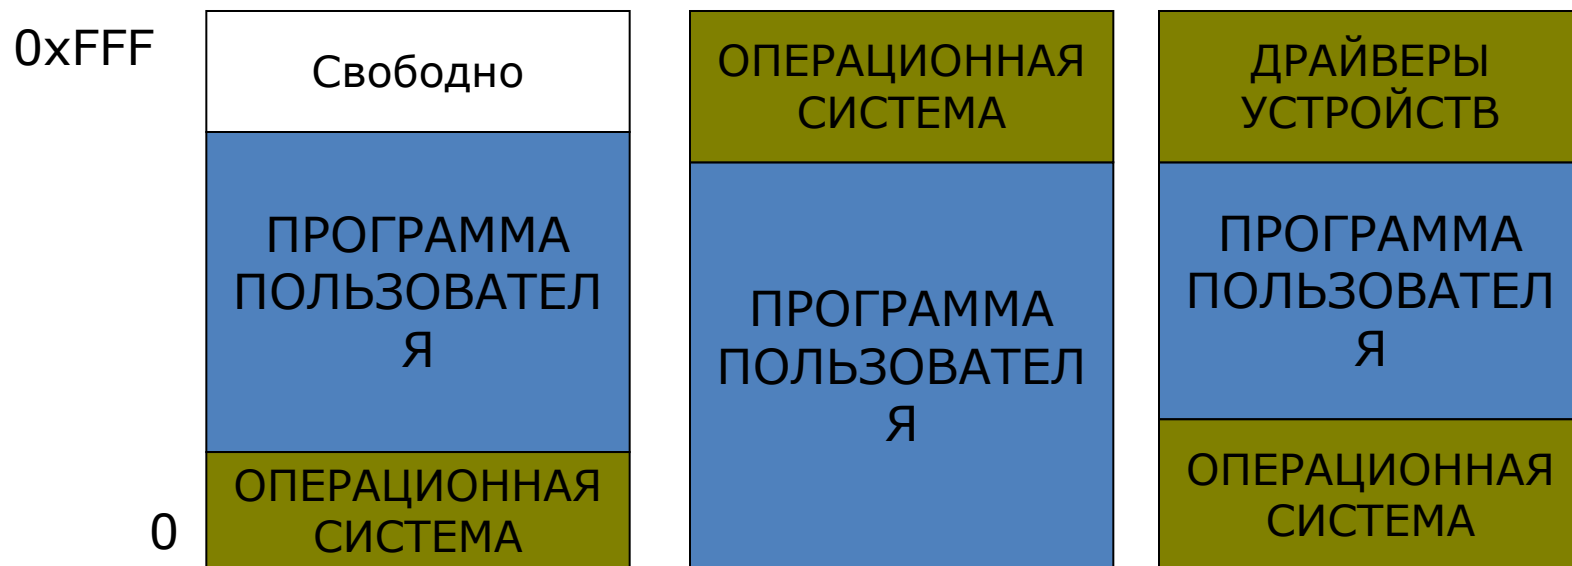 0xFFF
Свободно
ПРОГРАММА
ПОЛЬЗОВАТЕЛ
Я
ОПЕРАЦИОННАЯ
СИСТЕМА
0
ОПЕРАЦИОННАЯ
СИСТЕМА
ПРОГРАММА
ПОЛЬЗОВАТЕЛ
Я
ДРАЙВЕРЫ
УСТРОЙСТВ
ПРОГРАММА
ПОЛЬЗОВАТЕЛ
Я
ОПЕРАЦИОННАЯ
СИСТЕМА